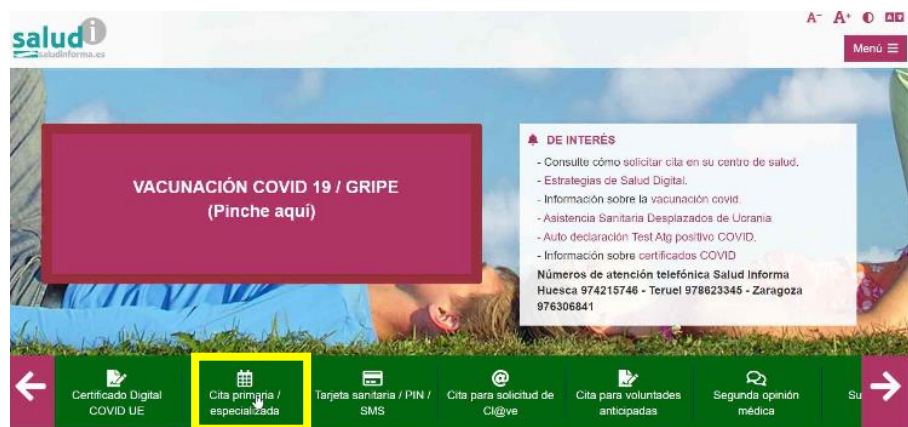 A- A+
salud i
saludinforma.es
Menú
VACUNACIÓN COVID 19 / GRIPE
(Pinche aquí)
DE INTERÉS
- Consulte cómo solicitar cita en su centro de salud.
- Estrategias de Salud Digital.
- Información sobre la vacunación covid.
- Asistencia Sanitaria Desplazados de Ucrania
- Auto declaración Test Atg positivo COVID.
- Información sobre certificados COVID
Números de atención telefónica Salud Informa
Huesca 974215746 - Teruel 978623345 - Zaragoza
976306841
Certificado Digital
COVID UE
Cita primaria /
especializada
Tarjeta sanitaria / PIN /
SMS
@
Cita para solicitud de
Cl@ve
Cita para voluntades
anticipadas
Segunda opinión
médica
Su